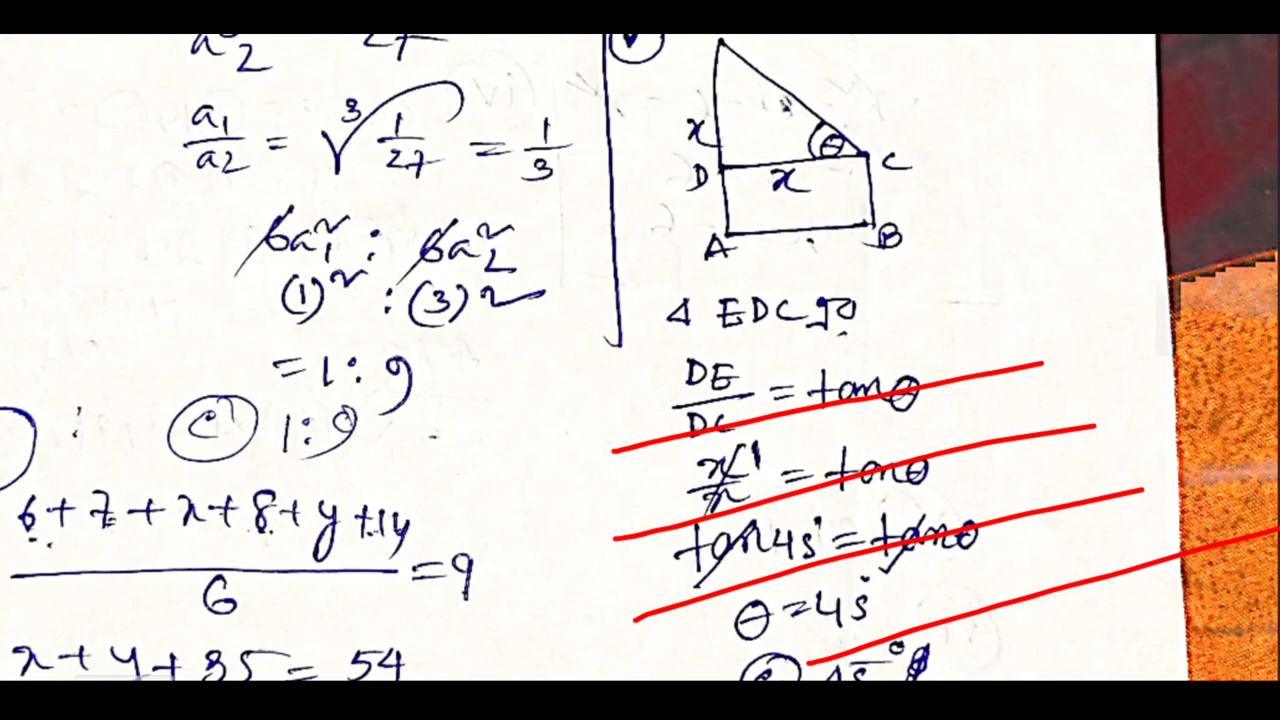 a₁/a₂ = ∛(1/27) = 1/3
6a₁² : 6a₂²
(1)² : (3)²
= 1 : 9
(C) 1:9
(6+7+x+8+y+14)/6 = 9
x+y+35 = 54
x
θ
C
D
x
A
B
Δ EDC లో
DE/DC = tanθ
x/x 1 = tanθ
tan45° = tanθ
θ = 45°